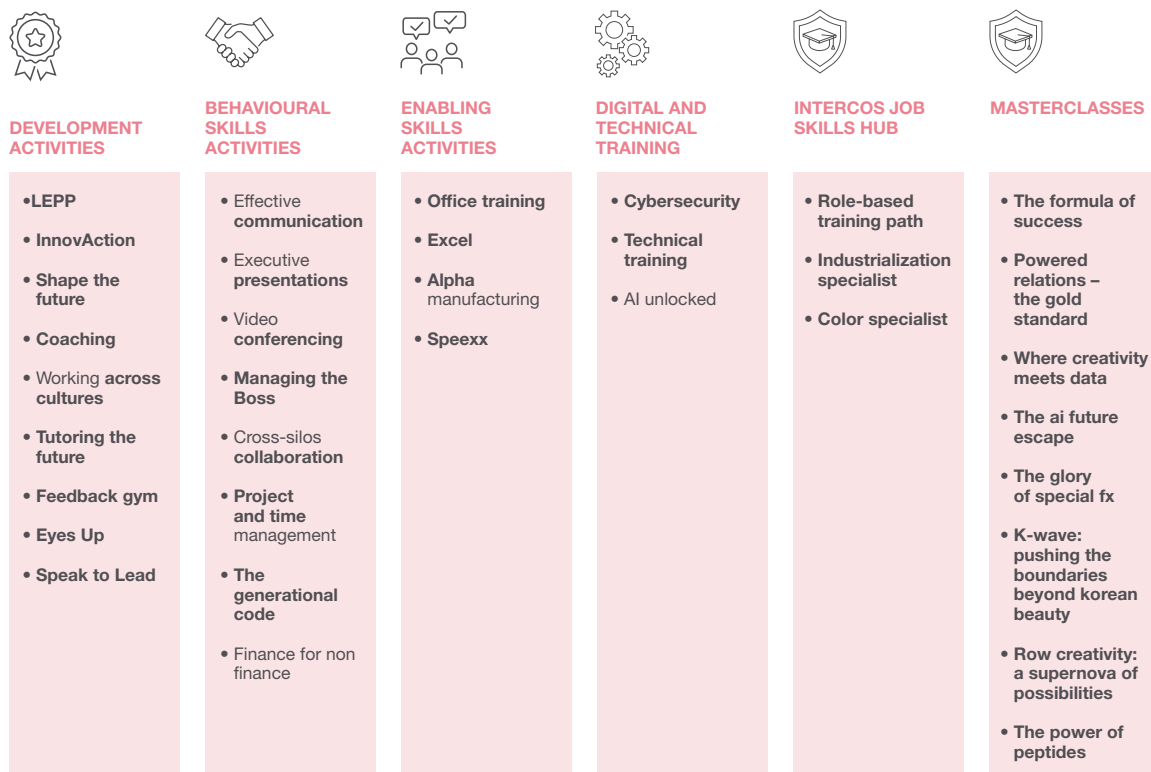 DEVELOPMENT
ACTIVITIES
•LEPP
• InnovAction
• Shape the
future
• Coaching
• Working across
cultures
• Tutoring the
future
• Feedback gym
• Eyes Up
• Speak to Lead
BEHAVIOURAL
SKILLS
ACTIVITIES
• Effective
communication
• Executive
presentations
• Video
conferencing
• Managing the
Boss
• Cross-silos
collaboration
• Project
and time
management
• The
generational
code
• Finance for non
finance
ENABLING
SKILLS
ACTIVITIES
• Office training
• Excel
• Alpha
manufacturing
• Speexx
DIGITAL AND
TECHNICAL
TRAINING
• Cybersecurity
• Technical
training
• AI unlocked
INTERCOS JOB
SKILLS HUB
• Role-based
training path
• Industrialization
specialist
• Color specialist
MASTERCLASSES
• The formula of
success
• Powered
relations –
the gold
standard
• Where creativity
meets data
• The ai future
escape
• The glory
of special fx
• K-wave:
pushing the
boundaries
beyond korean
beauty
• Row creativity:
a supernova of
possibilities
• The power of
peptides